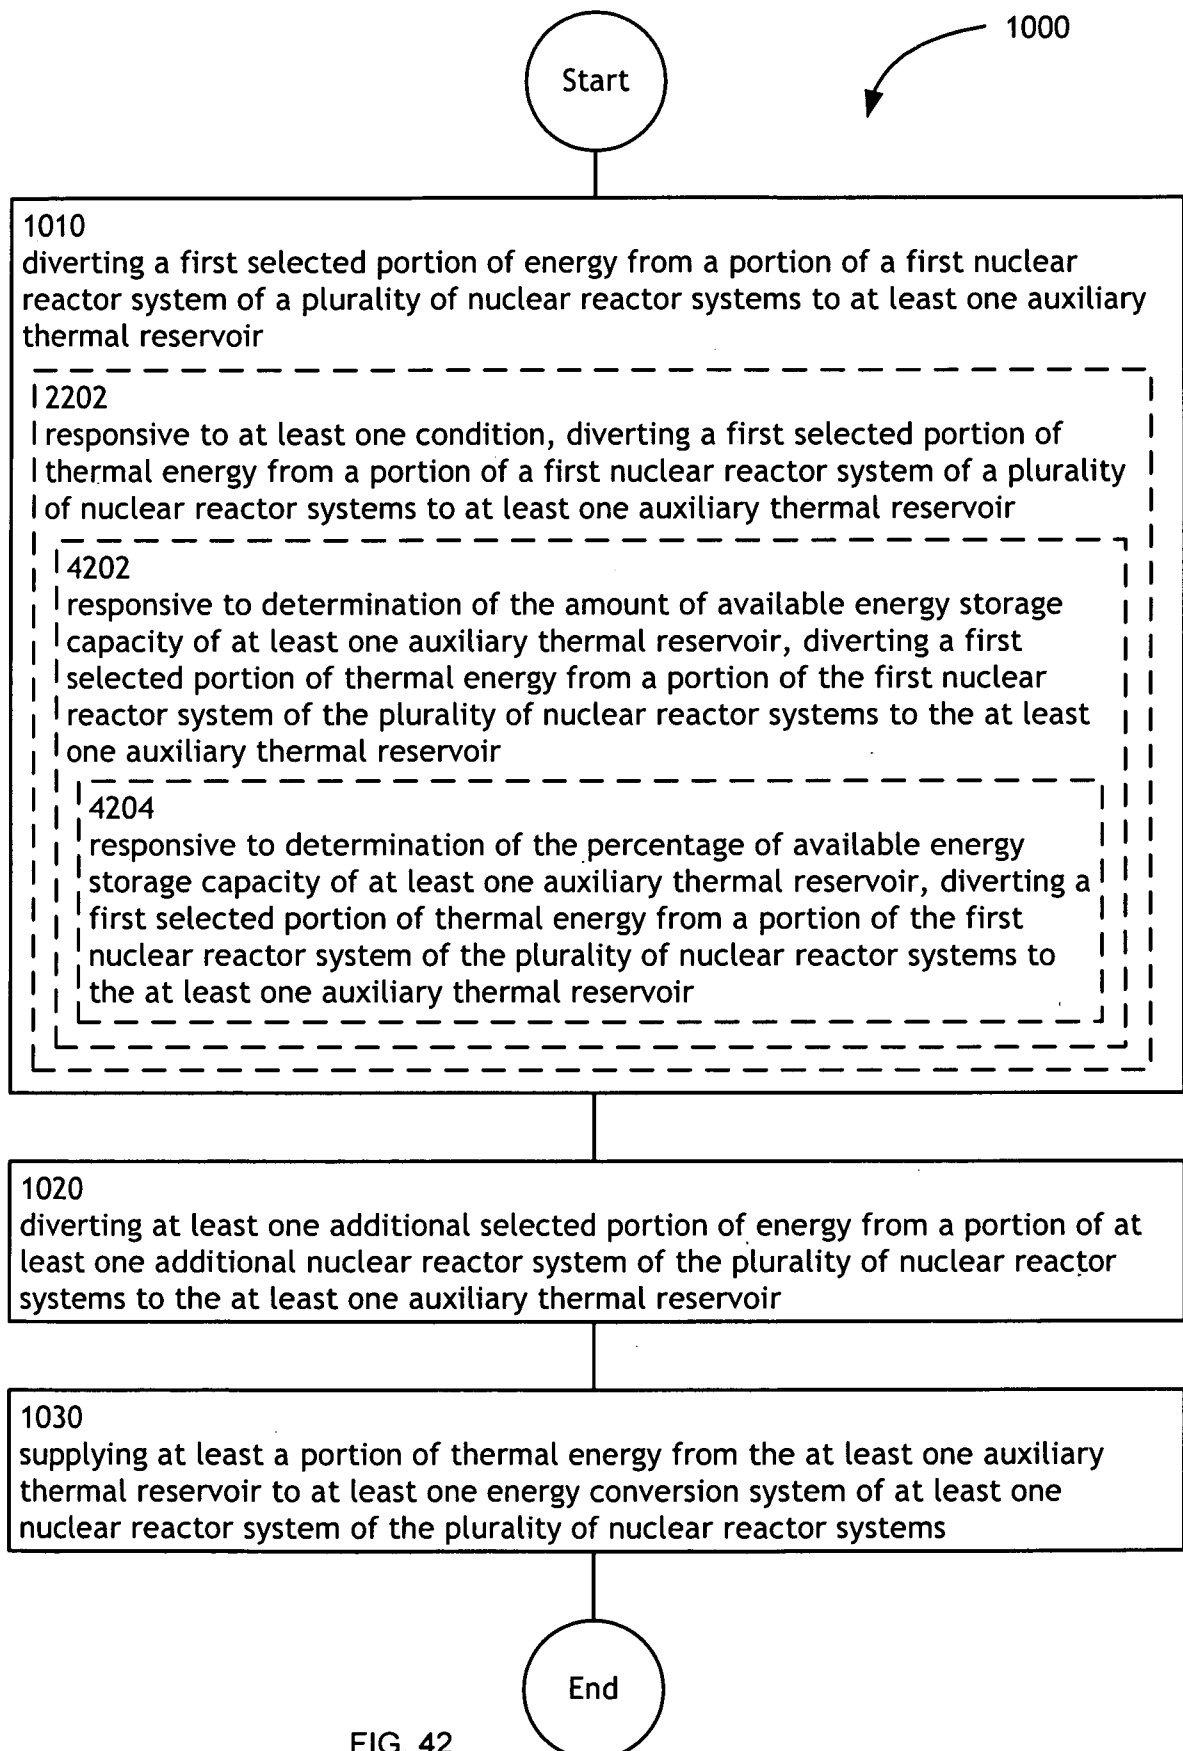 1000
Start
1010
diverting a first selected portion of energy from a portion of a first nuclear
reactor system of a plurality of nuclear reactor systems to at least one auxiliary
thermal reservoir
2202
responsive to at least one condition, diverting a first selected portion of
thermal energy from a portion of a first nuclear reactor system of a plurality
of nuclear reactor systems to at least one auxiliary thermal reservoir
4202
responsive to determination of the amount of available energy storage
capacity of at least one auxiliary thermal reservoir, diverting a first
selected portion of thermal energy from a portion of the first nuclear
reactor system of the plurality of nuclear reactor systems to the at least
one auxiliary thermal reservoir
4204
responsive to determination of the percentage of available energy
storage capacity of at least one auxiliary thermal reservoir, diverting a
first selected portion of thermal energy from a portion of the first
nuclear reactor system of the plurality of nuclear reactor systems to
the at least one auxiliary thermal reservoir
1020
diverting at least one additional selected portion of energy from a portion of at
least one additional nuclear reactor system of the plurality of nuclear reactor
systems to the at least one auxiliary thermal reservoir
1030
supplying at least a portion of thermal energy from the at least one auxiliary
thermal reservoir to at least one energy conversion system of at least one
nuclear reactor system of the plurality of nuclear reactor systems
End
FIG. 42